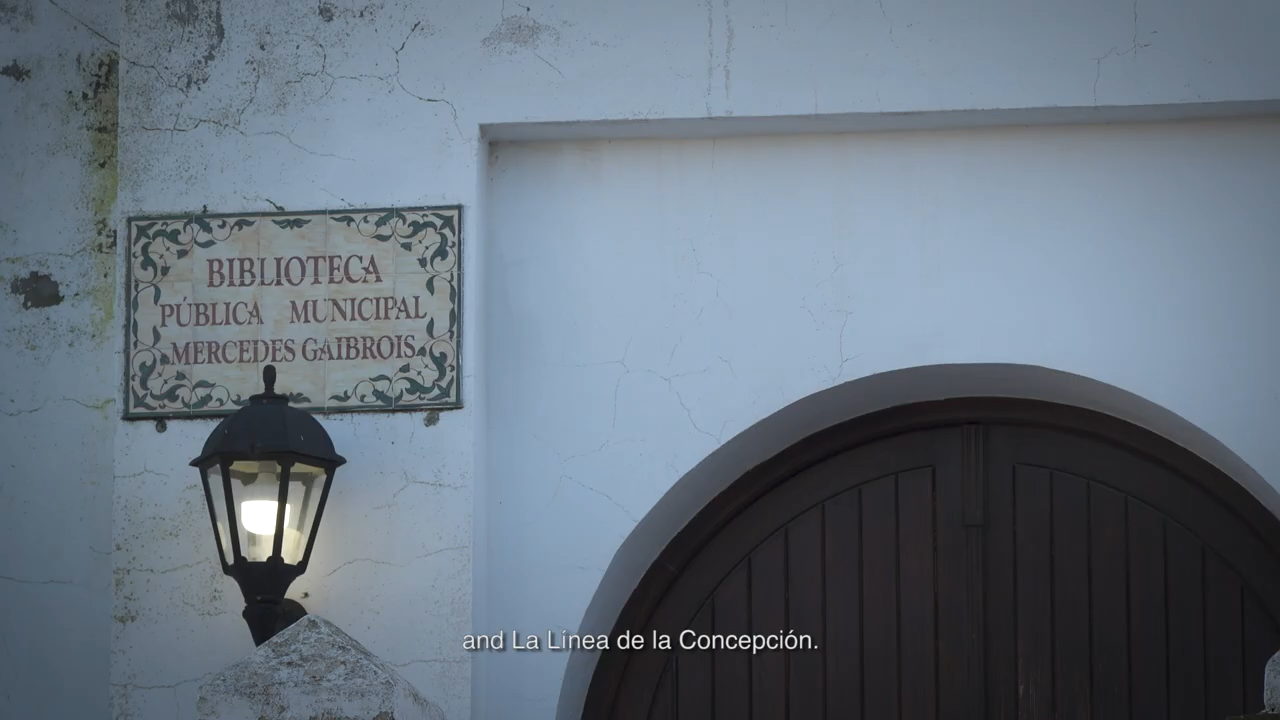 BIBLIOTECA
PÚBLICA MUNICIPAL
MERCEDES GAIBROIS
and La Línea de la Concepción.